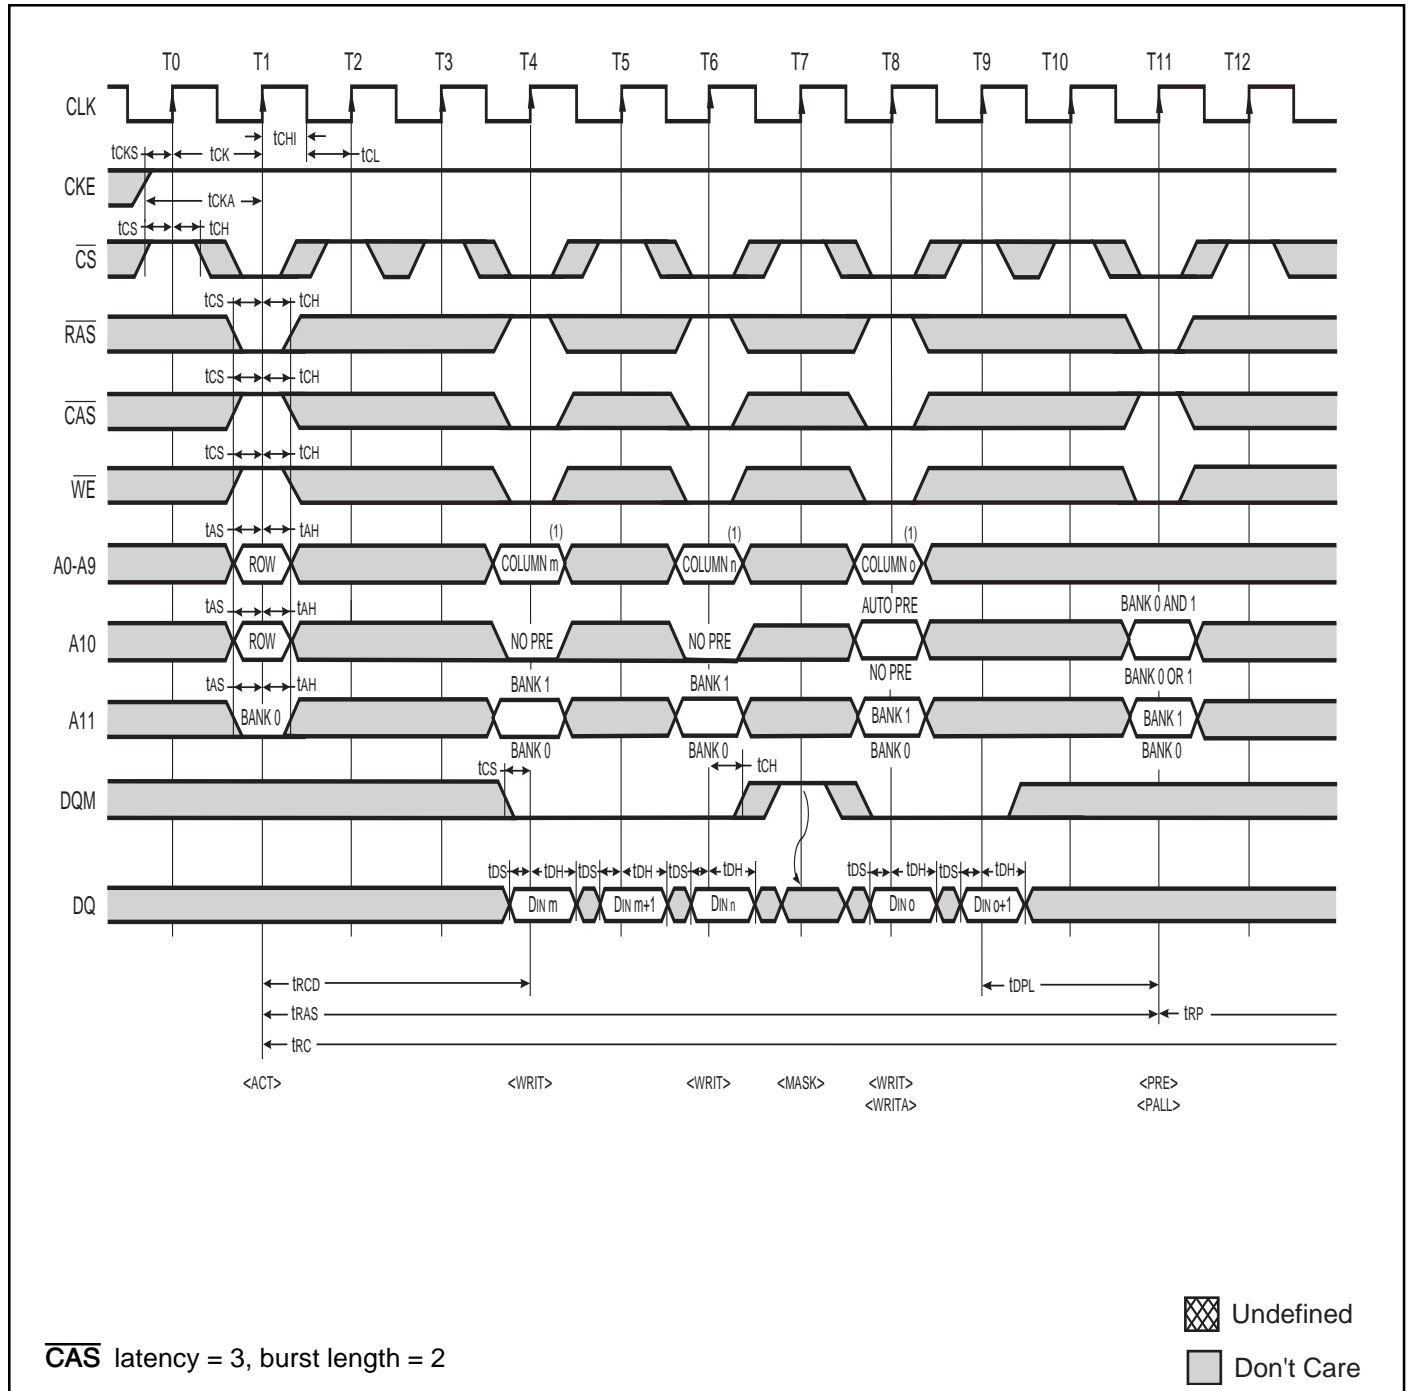 T0 T1 T2 T3 T4 T5 T6 T7 T8 T9 T10 T11 T12
CLK
tCHI
tCKS tCK tCL
CKE
tCKA
tCS tCH
CS
tCS tCH
RAS
tCS tCH
CAS
tCS tCH
WE
tAS tAH (1) (1) (1)
A0-A9 ROW COLUMN m COLUMN n COLUMN o
tAS tAH AUTO PRE BANK 0 AND 1
A10 ROW NO PRE NO PRE
NO PRE BANK 0 OR 1
tAS tAH BANK 1 BANK 1
A11 BANK 0 BANK 1 BANK 1
BANK 0 BANK 0 BANK 0 BANK 0
tCS tCH
DQM
tDS tDH tDS tDH tDS tDH tDS tDH tDS tDH
DQ DIN m DIN m+1 DIN n DIN o DIN o+1
tRCD tDPL
tRAS tRP
tRC
<ACT> <WRIT> <WRIT> <MASK> <WRIT> <PRE>
<WRITA> <PALL>
Undefined
CAS latency = 3, burst length = 2
Don't Care